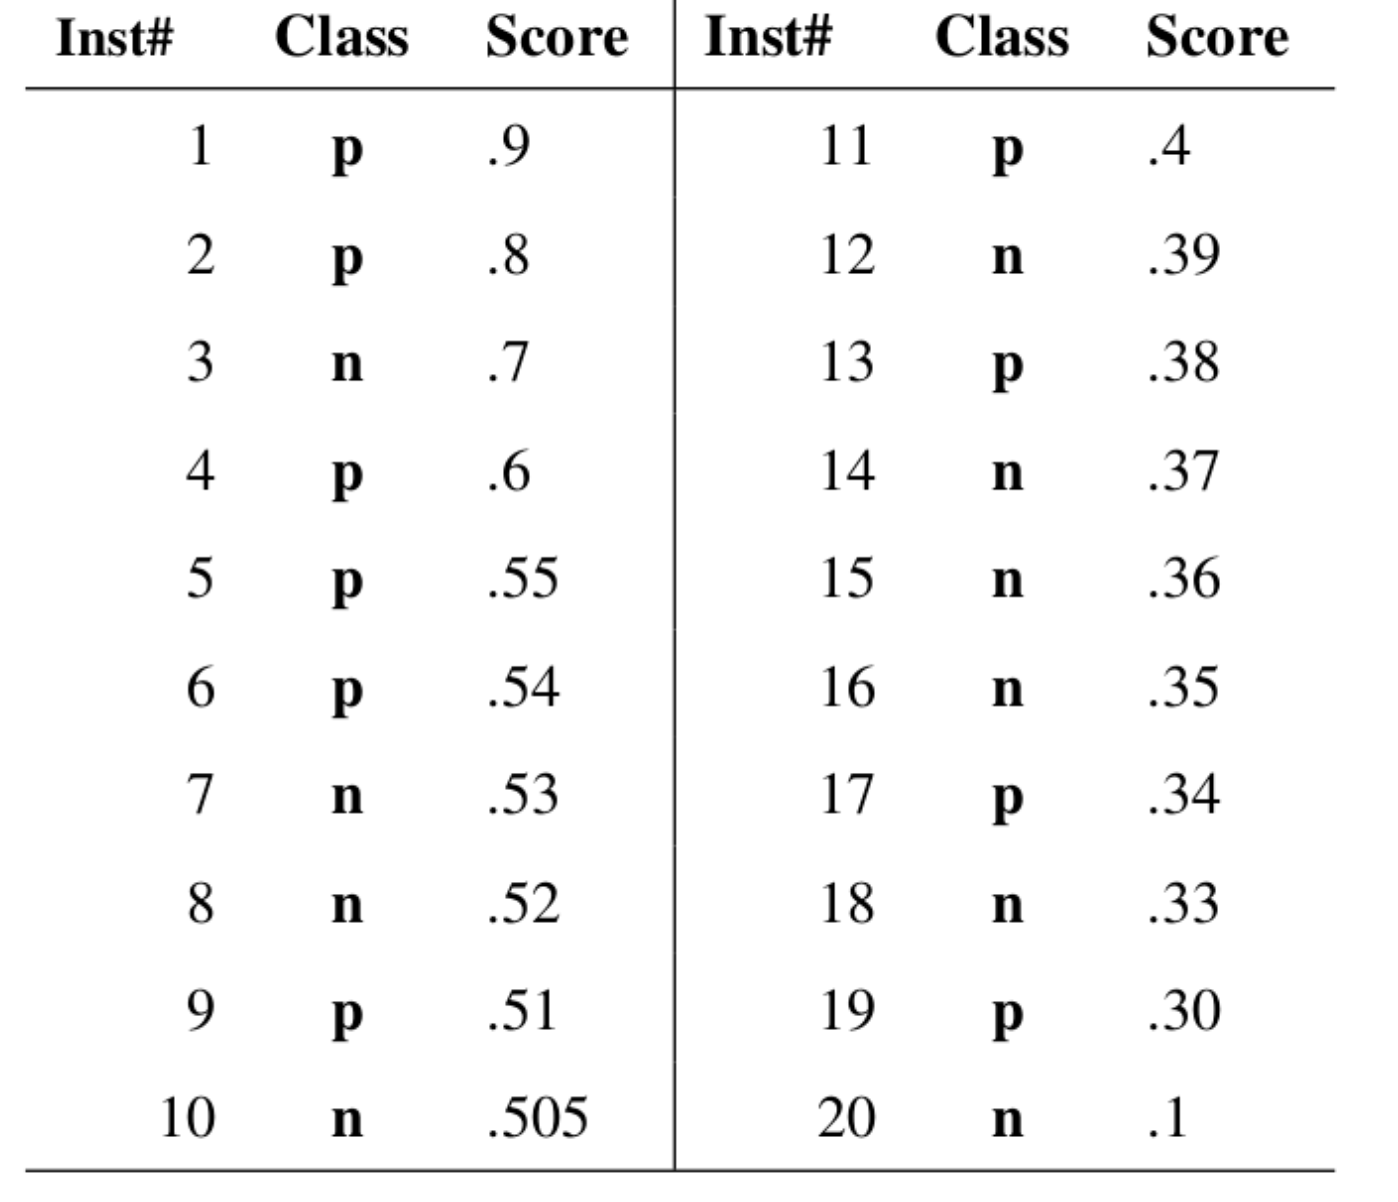 Inst# Class Score Inst# Class Score
1 p .9 11 p .4
2 p .8 12 n .39
3 n .7 13 p .38
4 p .6 14 n .37
5 p .55 15 n .36
6 p .54 16 n .35
7 n .53 17 p .34
8 n .52 18 n .33
9 p .51 19 p .30
10 n .505 20 n .1